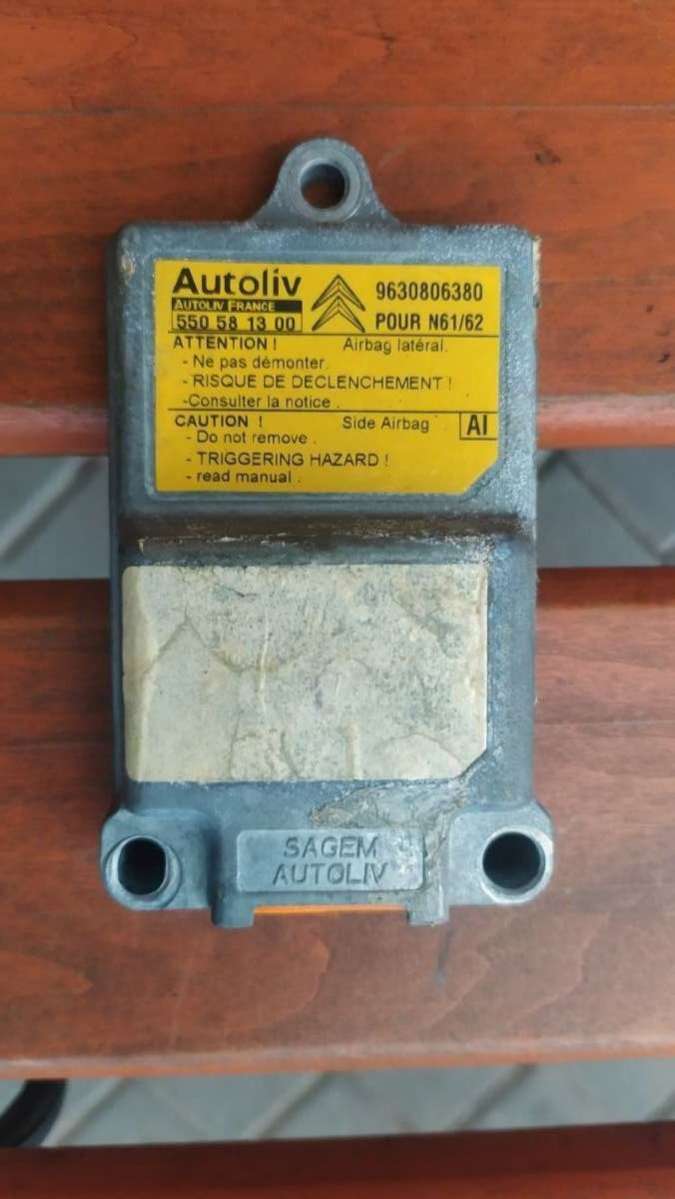 Autoliv
AUTOLIV FRANCE
550 58 13 00
9630806380
POUR N61/62
ATTENTION ! Airbag latéral.
- Ne pas démonter.
- RISQUE DE DECLENCHEMENT !
-Consulter la notice .
CAUTION ! Side Airbag AI
- Do not remove .
- TRIGGERING HAZARD !
- read manual .
SAGEM
AUTOLIV